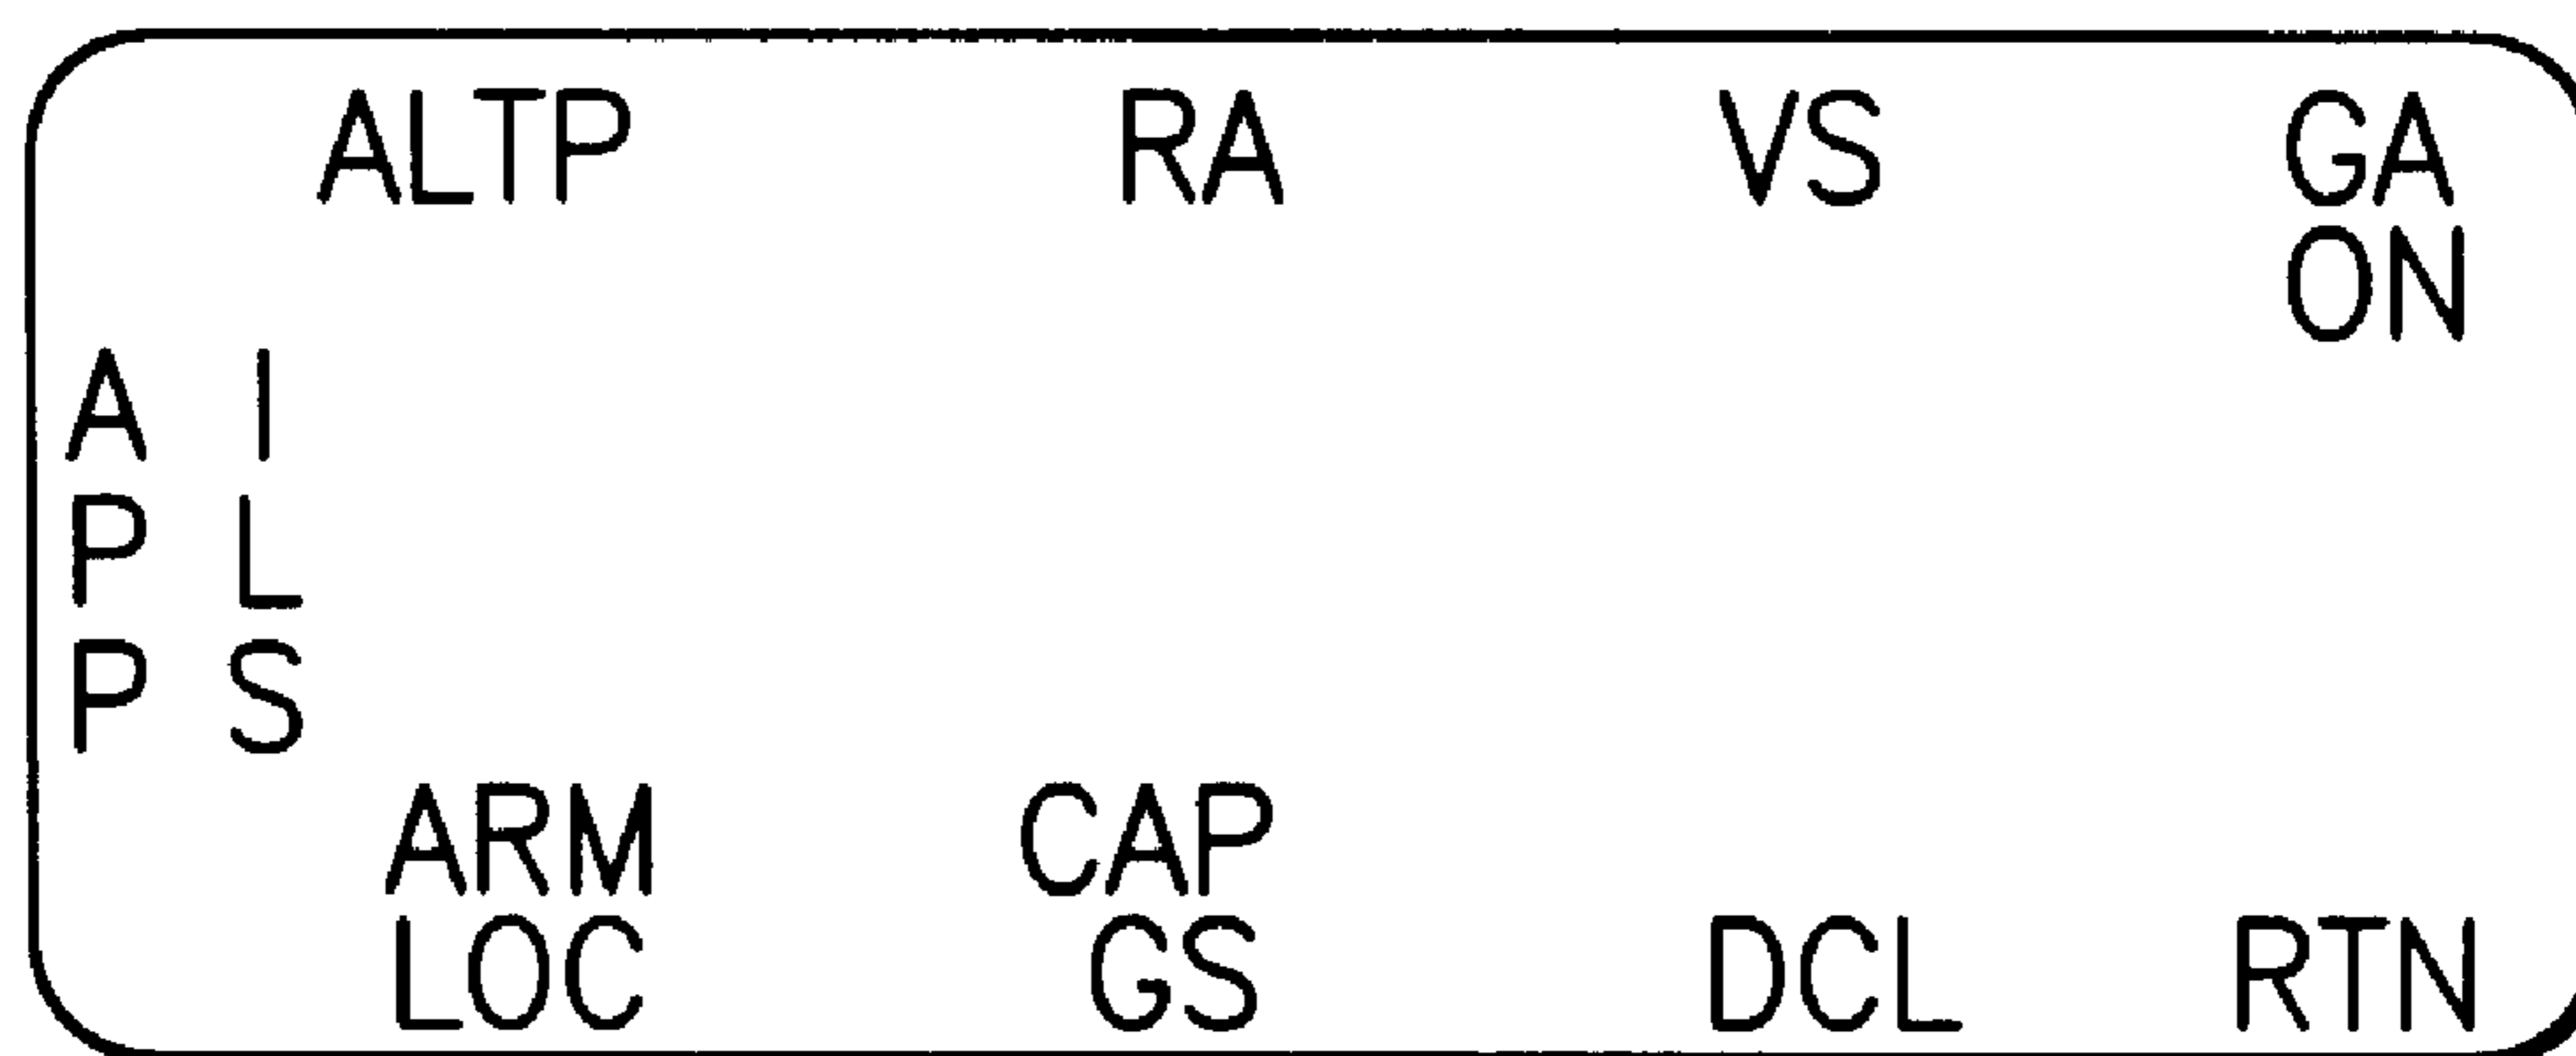 ALTP RA VS GA
ON
A I
P L
P S
ARM CAP
LOC GS DCL RTN